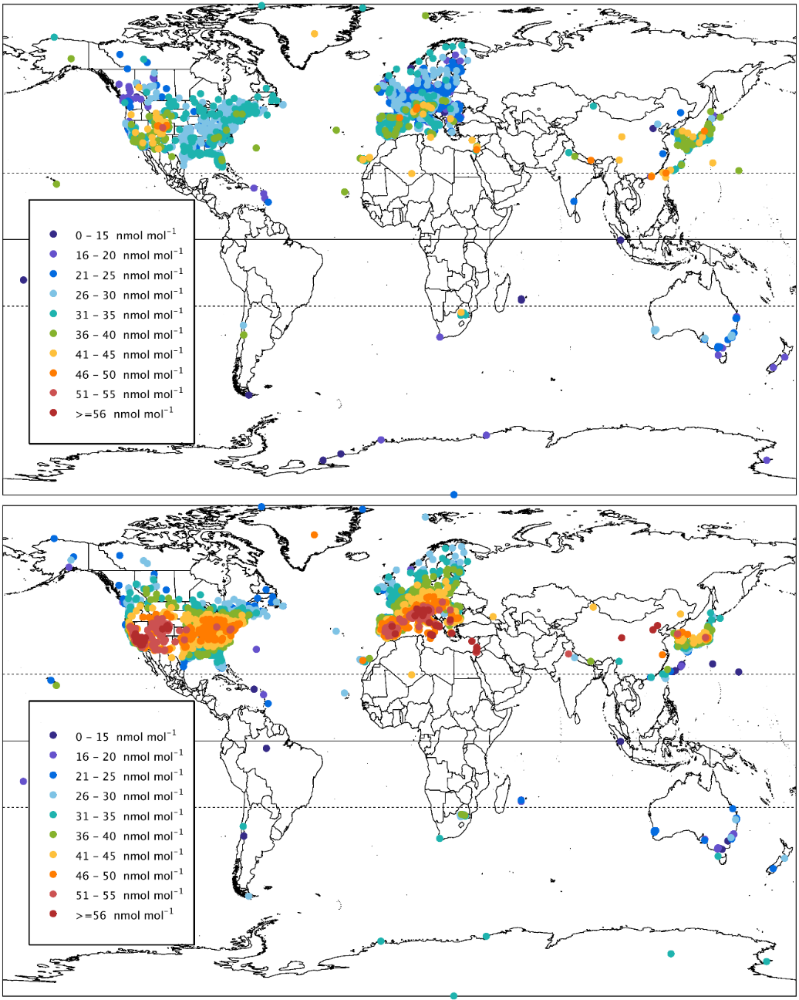 0 – 15 nmol mol⁻¹
16 – 20 nmol mol⁻¹
21 – 25 nmol mol⁻¹
26 – 30 nmol mol⁻¹
31 – 35 nmol mol⁻¹
36 – 40 nmol mol⁻¹
41 – 45 nmol mol⁻¹
46 – 50 nmol mol⁻¹
51 – 55 nmol mol⁻¹
>=56 nmol mol⁻¹
0 – 15 nmol mol⁻¹
16 – 20 nmol mol⁻¹
21 – 25 nmol mol⁻¹
26 – 30 nmol mol⁻¹
31 – 35 nmol mol⁻¹
36 – 40 nmol mol⁻¹
41 – 45 nmol mol⁻¹
46 – 50 nmol mol⁻¹
51 – 55 nmol mol⁻¹
>=56 nmol mol⁻¹